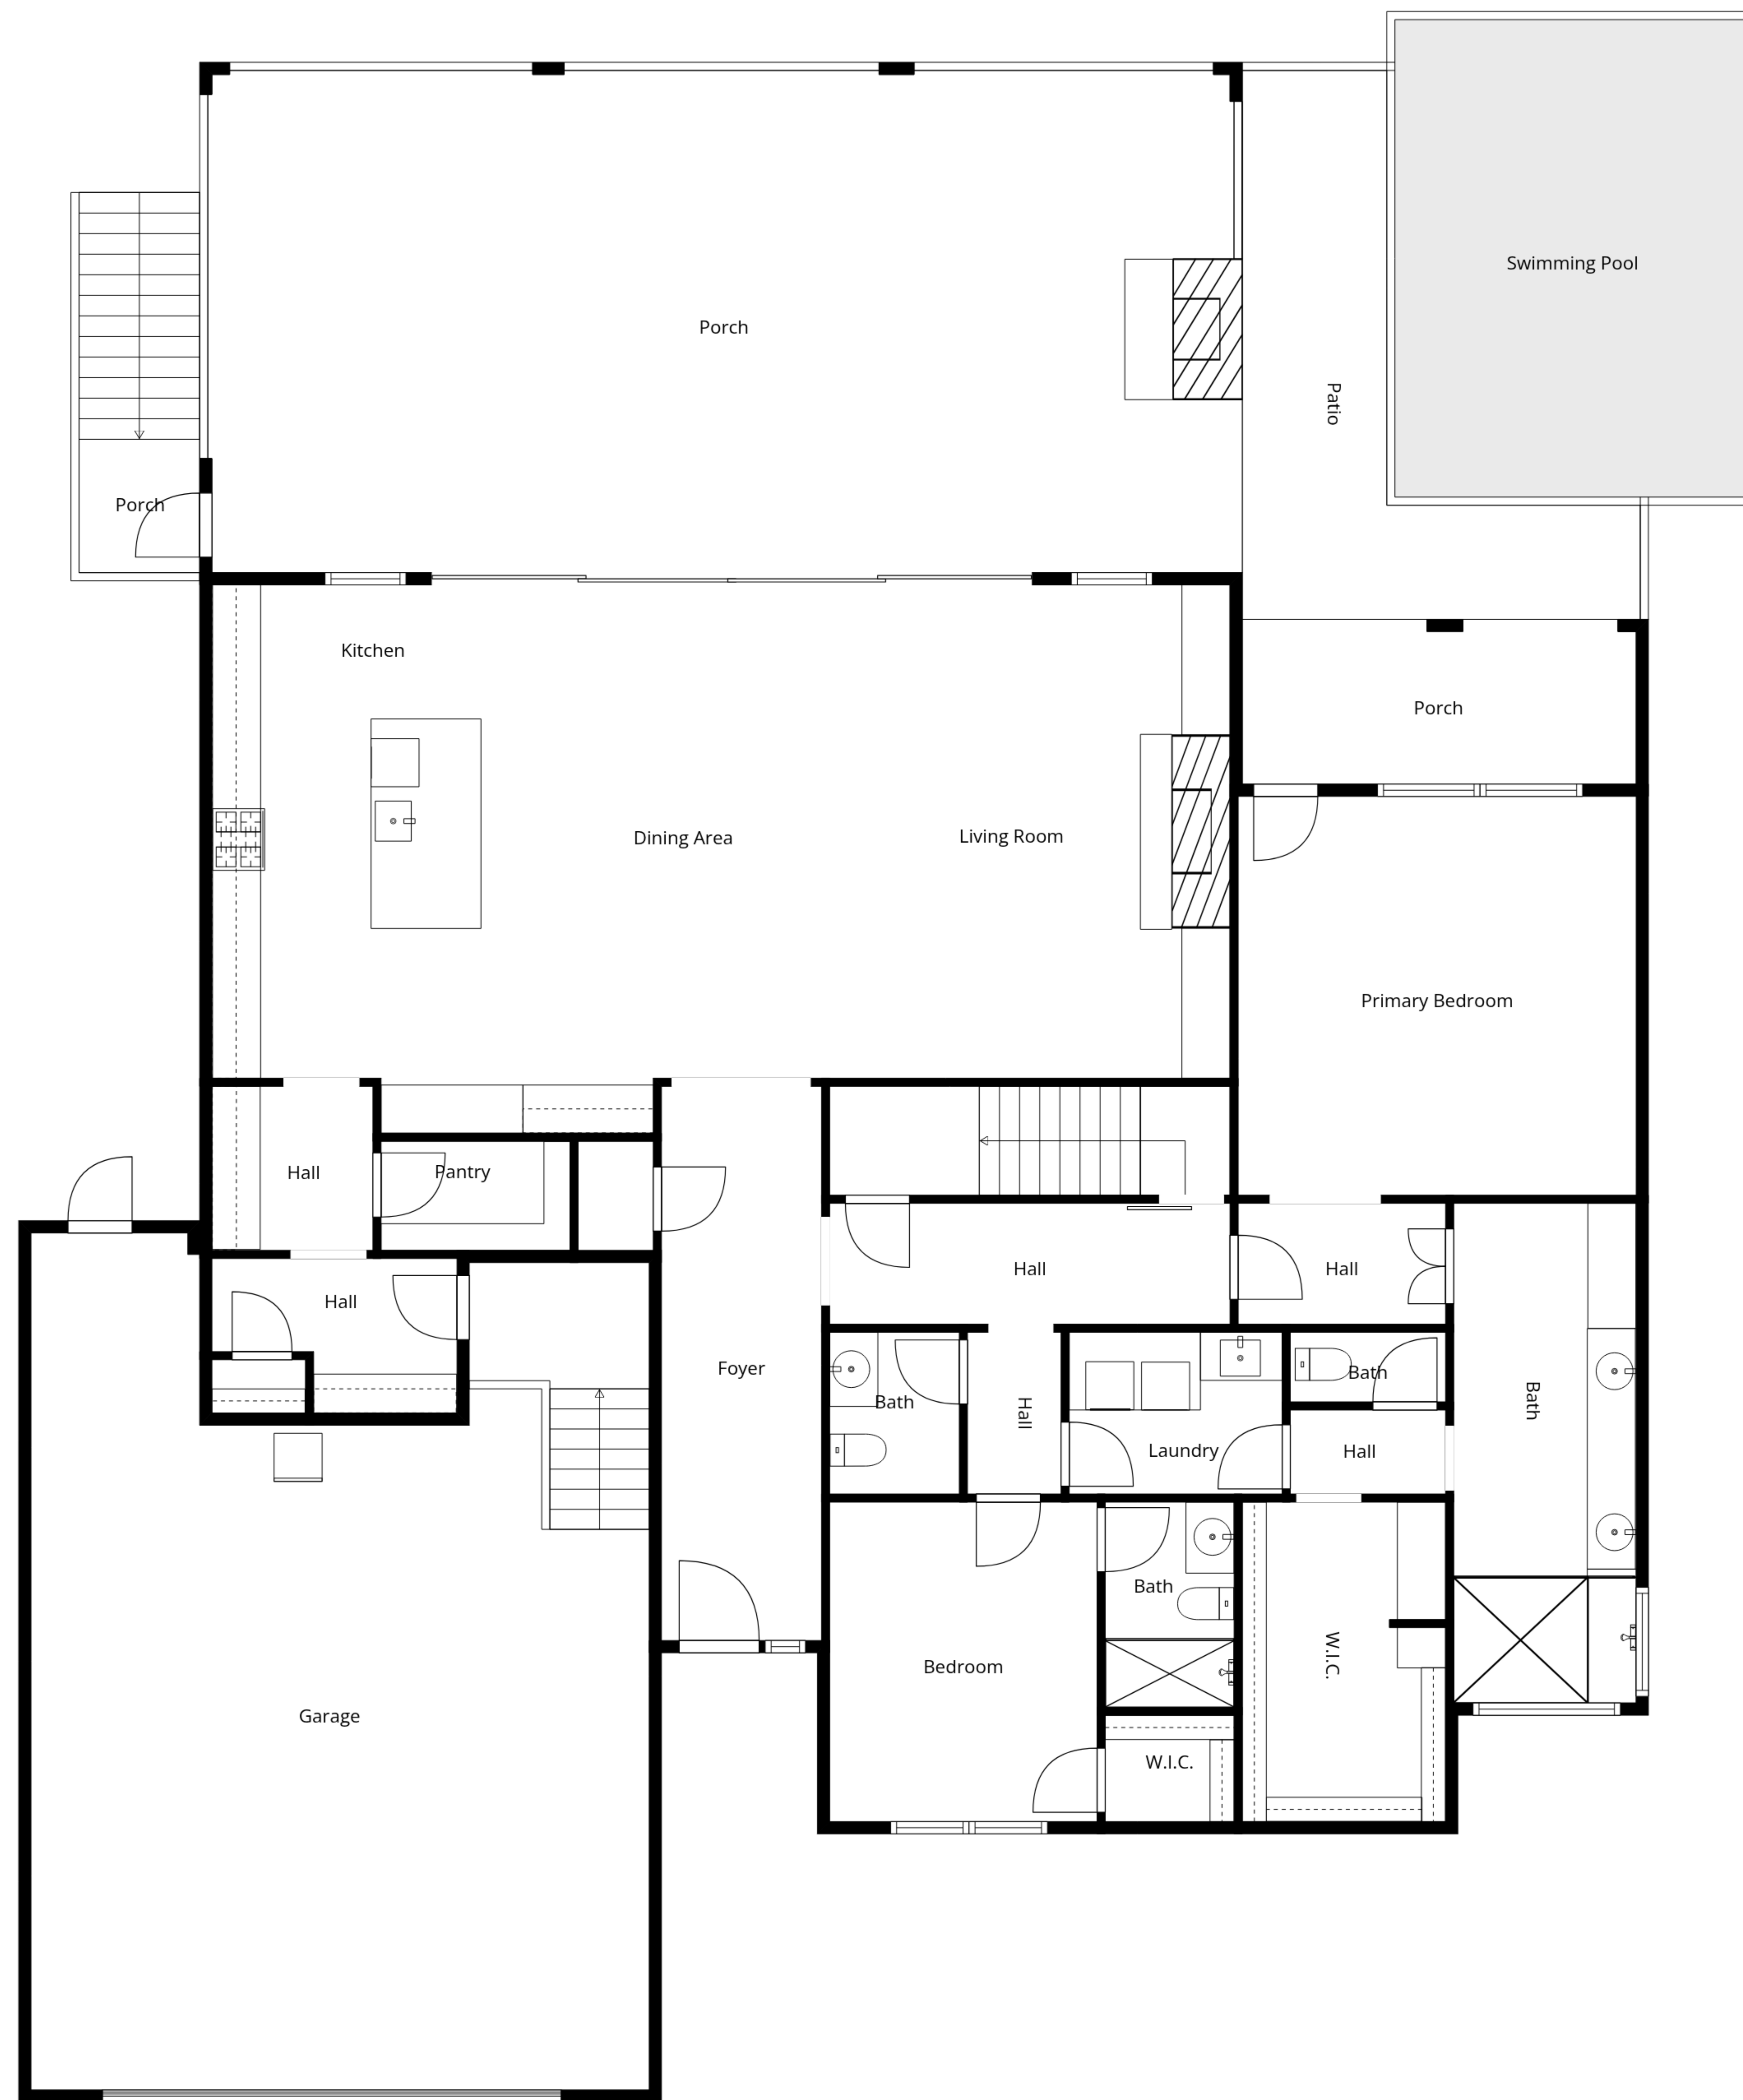 Swimming Pool
Porch
Patio
Porch
Kitchen
Porch
Dining Area
Living Room
Primary Bedroom
Hall
Pantry
Hall
Hall
Hall
Foyer
Bath
Bath
Bath
Hall
Laundry
Hall
Bath
W.I.C.
Bedroom
Garage
W.I.C.